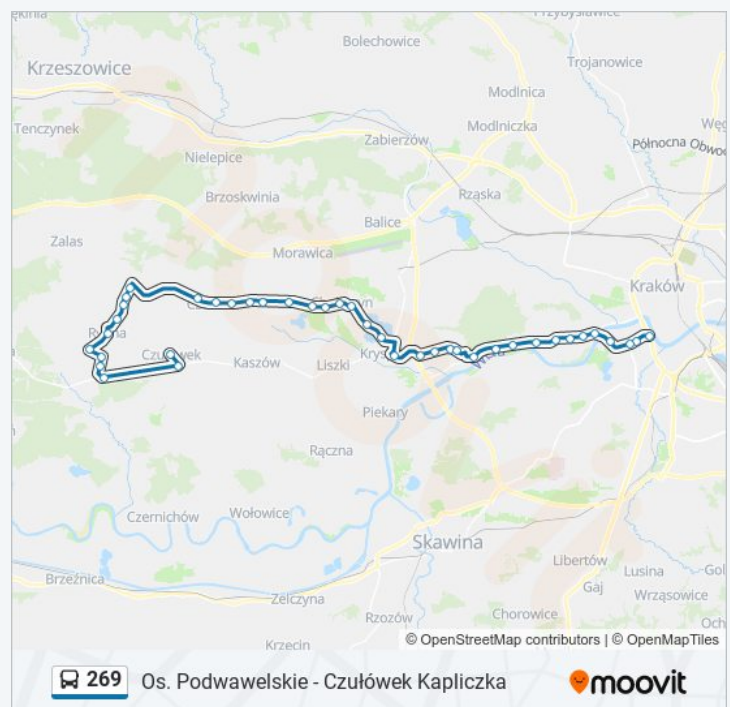 Bolechowice
Krzeszowice
Trojanowice
Modlnica
Tenczynek
Modlniczka
Zabierzów
Północna Obwo
Nielepice
Rząska
Brzoskwinia
Balice
Zalas
Morawica
Kraków
Czułówek
Kaszów
Liszki
Piekary
Rączna
Czernichów
Wołowice
Skawina
Libertów
Lusina
Brzeźnica
Gaj
Wrząsowice
Zelczyna
Chorowice
Rzozów
Krzecin
© OpenStreetMap contributors | © OpenMapTiles
269 Os. Podwawelskie - Czułówek Kapliczka
moovit